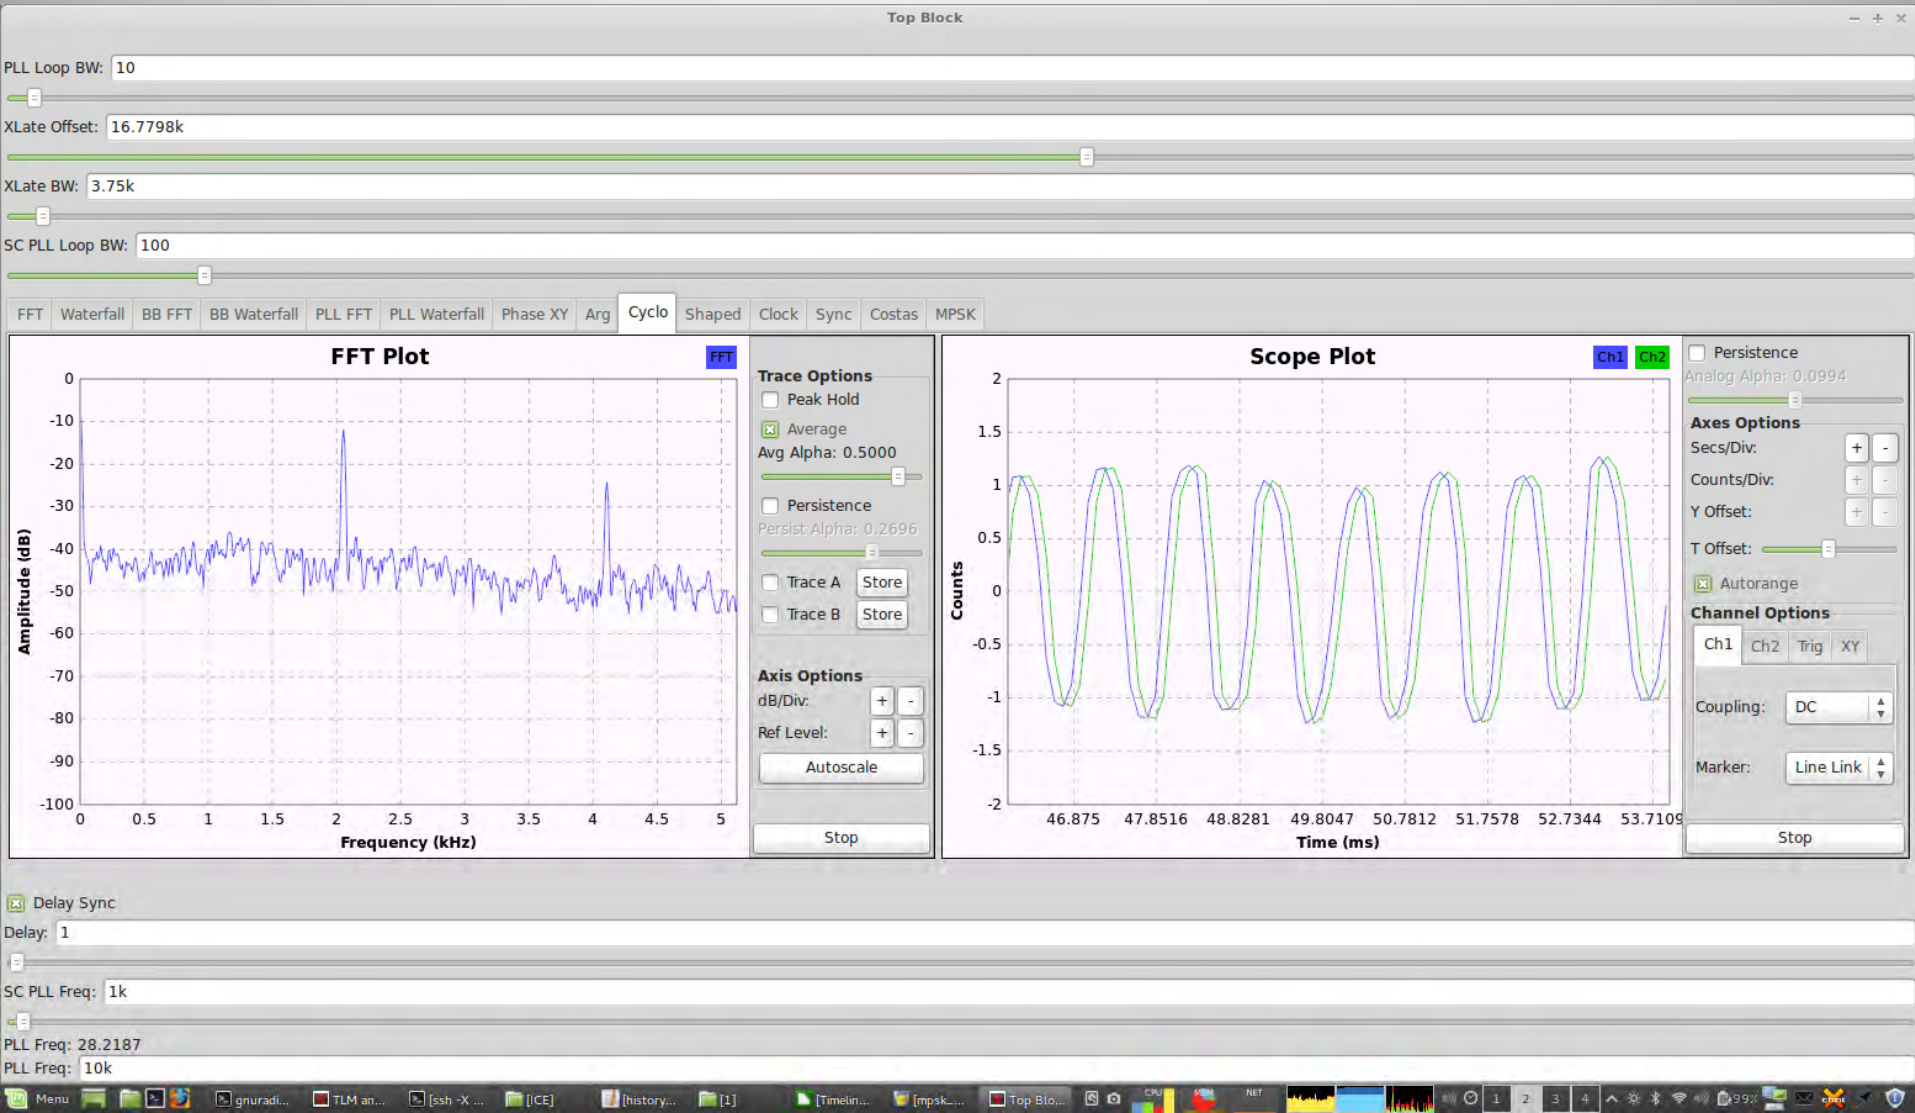 Top Block
PLL Loop BW: 10
XLate Offset: 16.7798k
XLate BW: 3.75k
SC PLL Loop BW: 100
FFT Waterfall BB FFT BB Waterfall PLL FFT PLL Waterfall Phase XY Arg Cyclo Shaped Clock Sync Costas MPSK
FFT Plot
FFT
0
-10
-20
-30
-40
-50
-60
-70
-80
-90
-100
Amplitude (dB)
0 0.5 1 1.5 2 2.5 3 3.5 4 4.5 5
Frequency (kHz)
Trace Options
Peak Hold
Average
Avg Alpha: 0.5000
Persistence
Persist Alpha: 0.2696
Trace A Store
Trace B Store
Axis Options
dB/Div: + -
Ref Level: + -
Autoscale
Stop
Scope Plot
Ch1 Ch2
2
1.5
1
0.5
0
-0.5
-1
-1.5
-2
Counts
46.875 47.8516 48.8281 49.8047 50.7812 51.7578 52.7344 53.7109
Time (ms)
Persistence
Analog Alpha: 0.0994
Axes Options
Secs/Div: + -
Counts/Div: + -
Y Offset: + -
T Offset:
Autorange
Channel Options
Ch1 Ch2 Trig XY
Coupling: DC
Marker: Line Link
Stop
Delay Sync
Delay: 1
SC PLL Freq: 1k
PLL Freq: 28.2187
PLL Freq: 10k
Menu gnuradi... TLM an... [ssh -X ... [ICE] [history... [1] [Timelin... [mpsk_... Top Blo... CPU MEM NET 1 2 3 4 99%